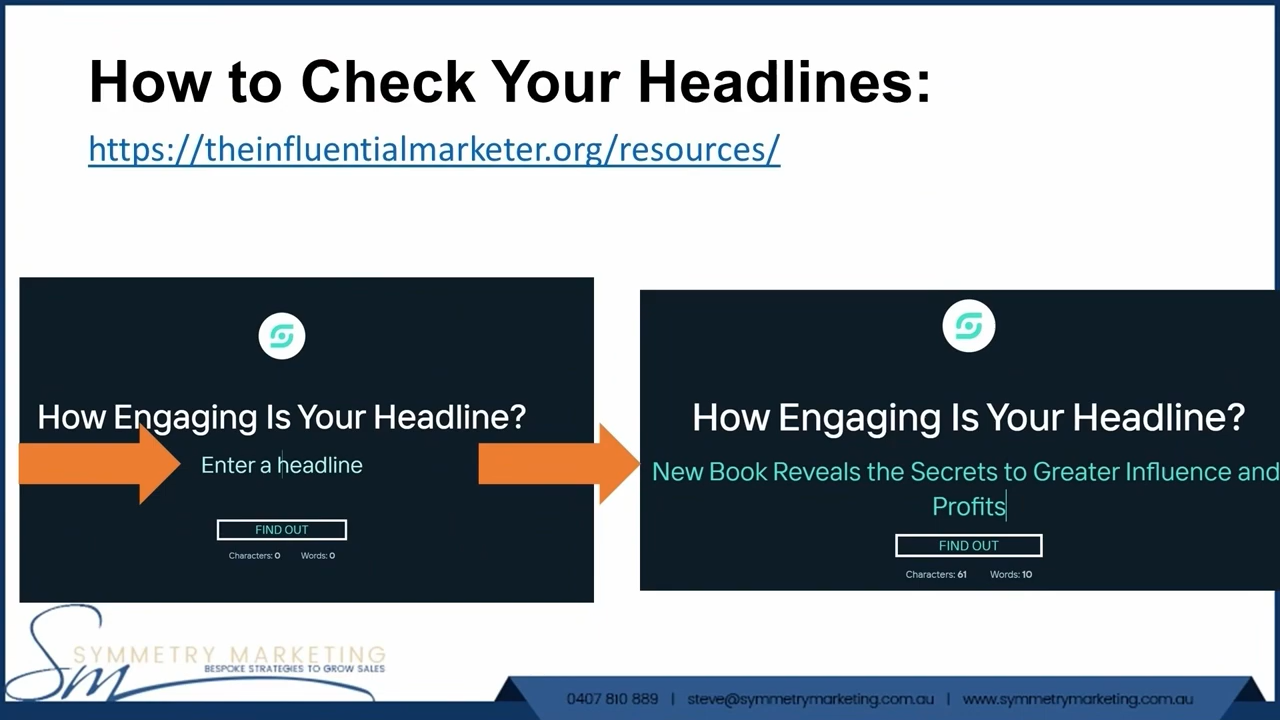 How to Check Your Headlines:
https://theinfluentialmarketer.org/resources/
How Engaging Is Your Headline?
Enter a headline
FIND OUT
Characters: 0 Words: 0
How Engaging Is Your Headline?
New Book Reveals the Secrets to Greater Influence and
Profits
FIND OUT
Characters: 61 Words: 10
Sm
SYMMETRY MARKETING
BESPOKE STRATEGIES TO GROW SALES
0407 810 889 | steve@symmetrymarketing.com.au | www.symmetrymarketing.com.au